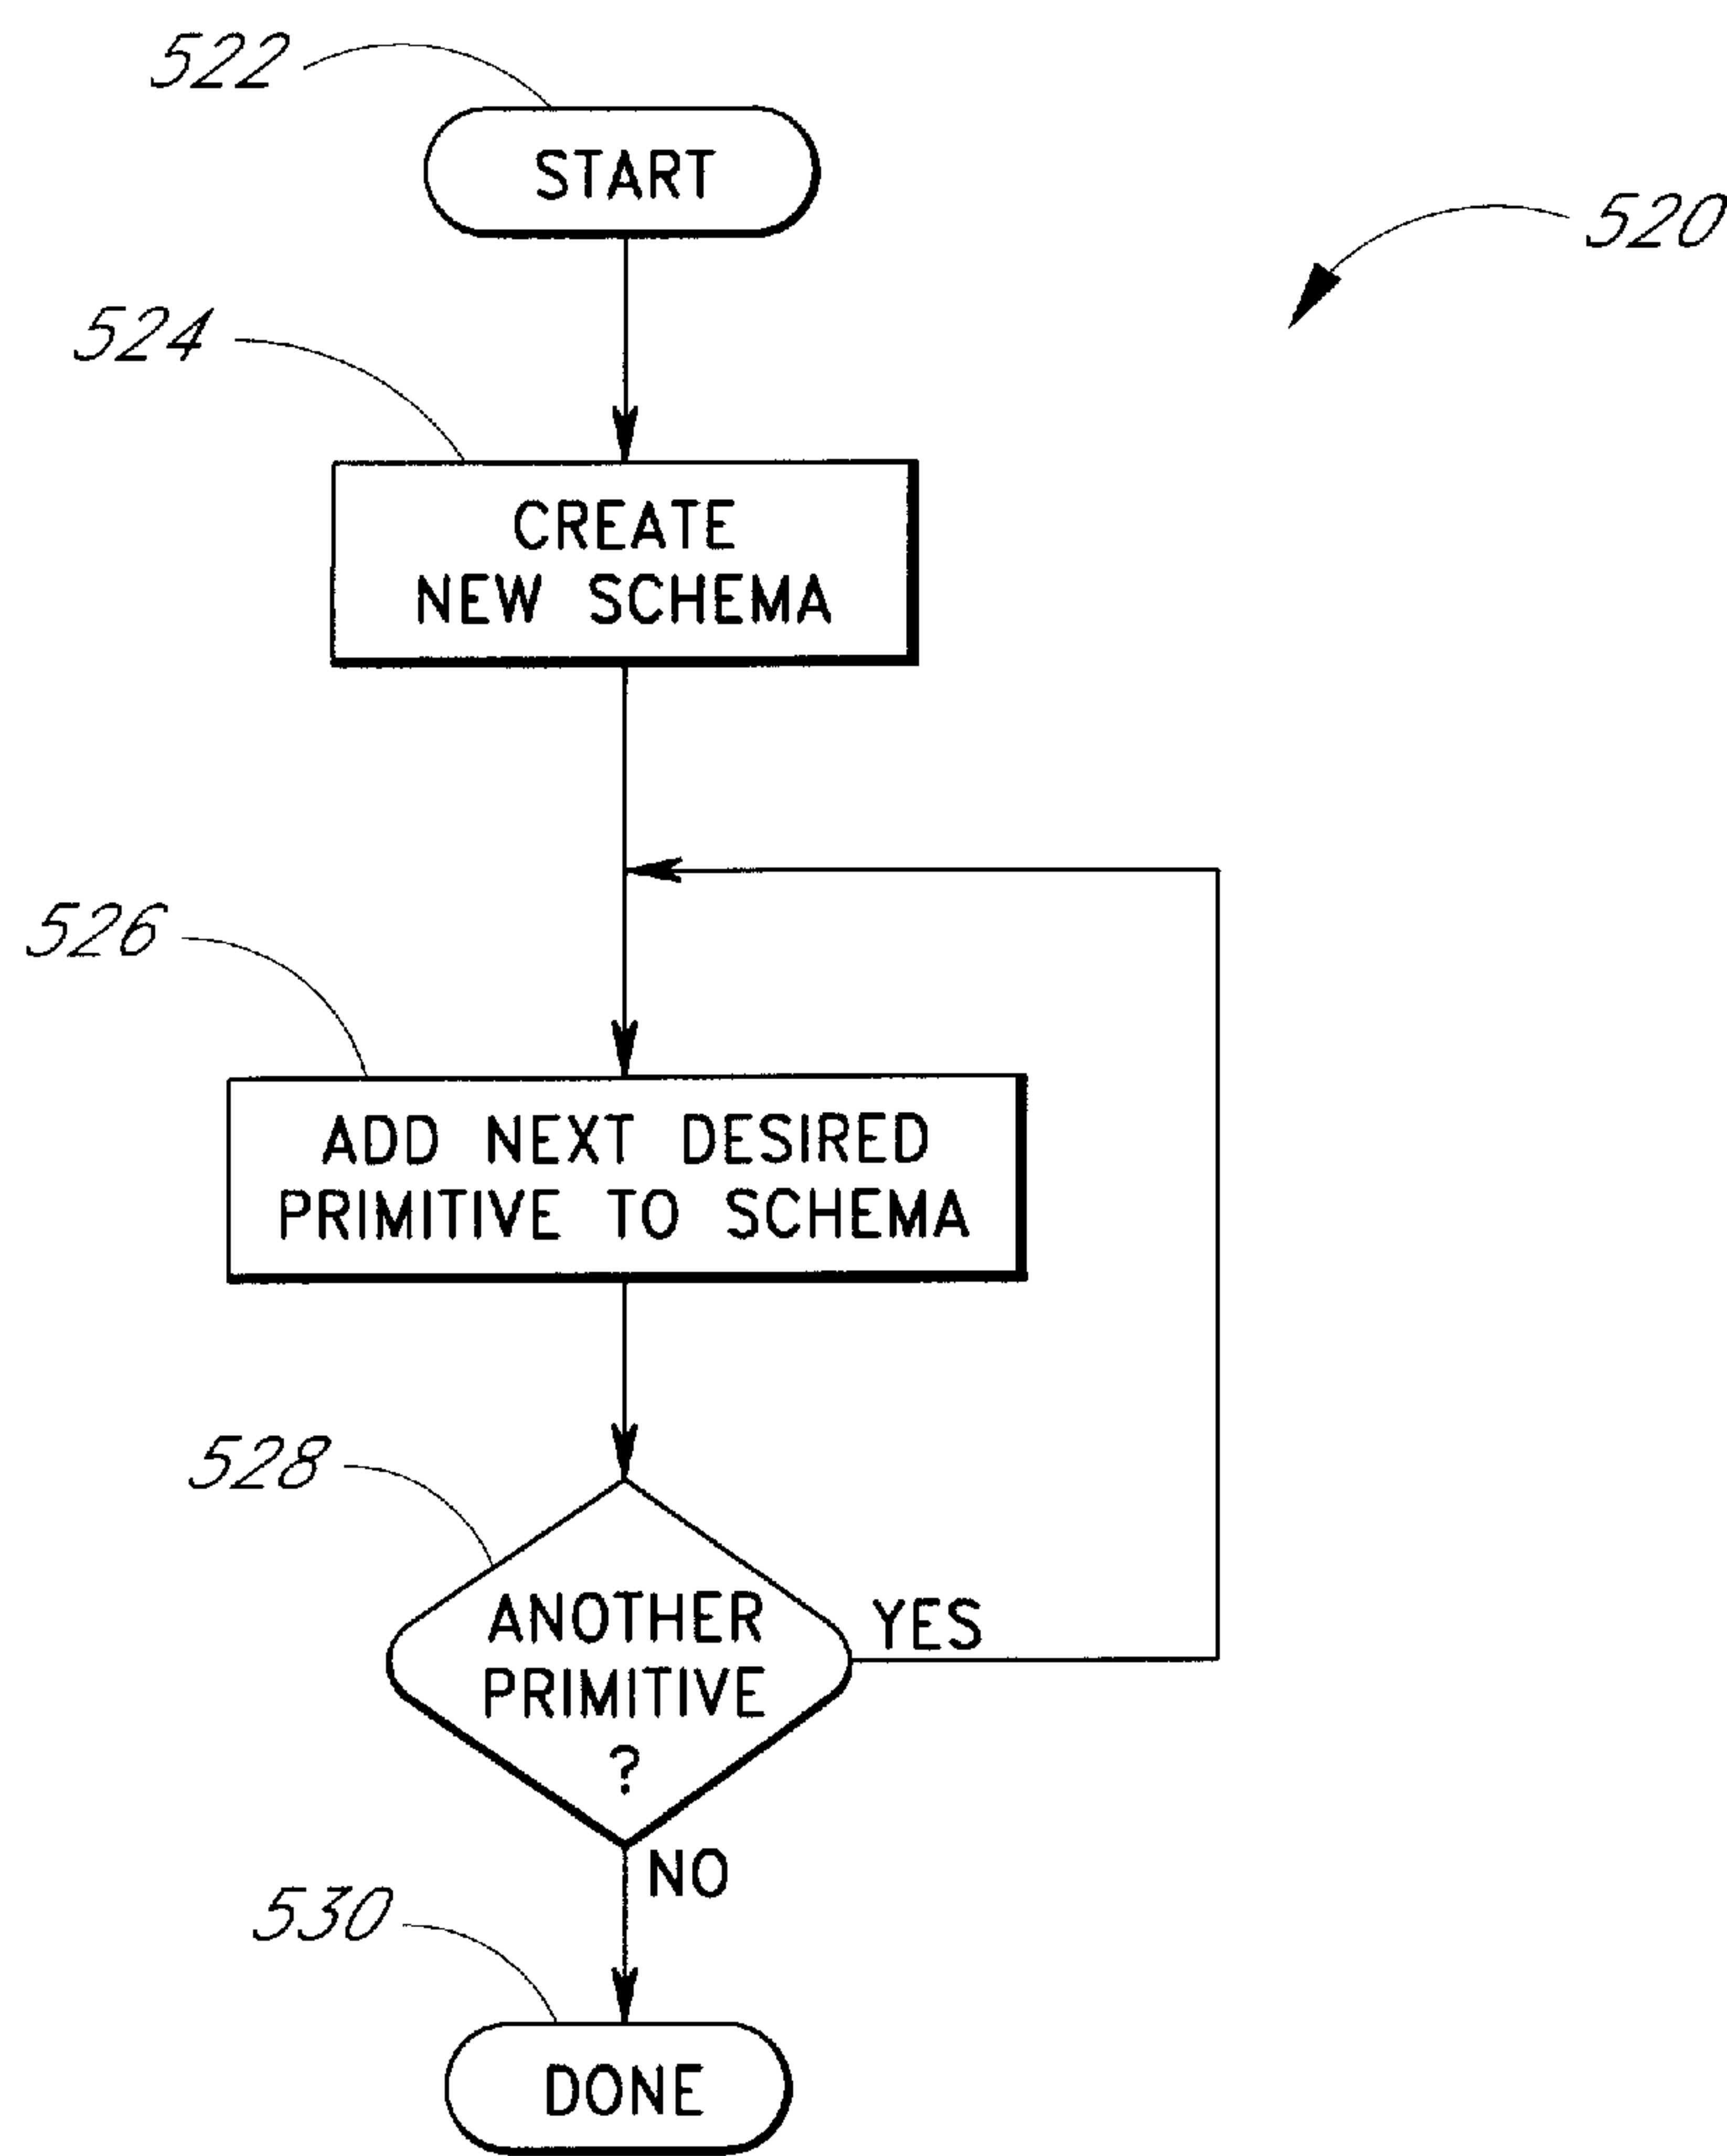 522
START
520
524
CREATE
NEW SCHEMA
526
ADD NEXT DESIRED
PRIMITIVE TO SCHEMA
528
ANOTHER
PRIMITIVE
?
YES
NO
530
DONE